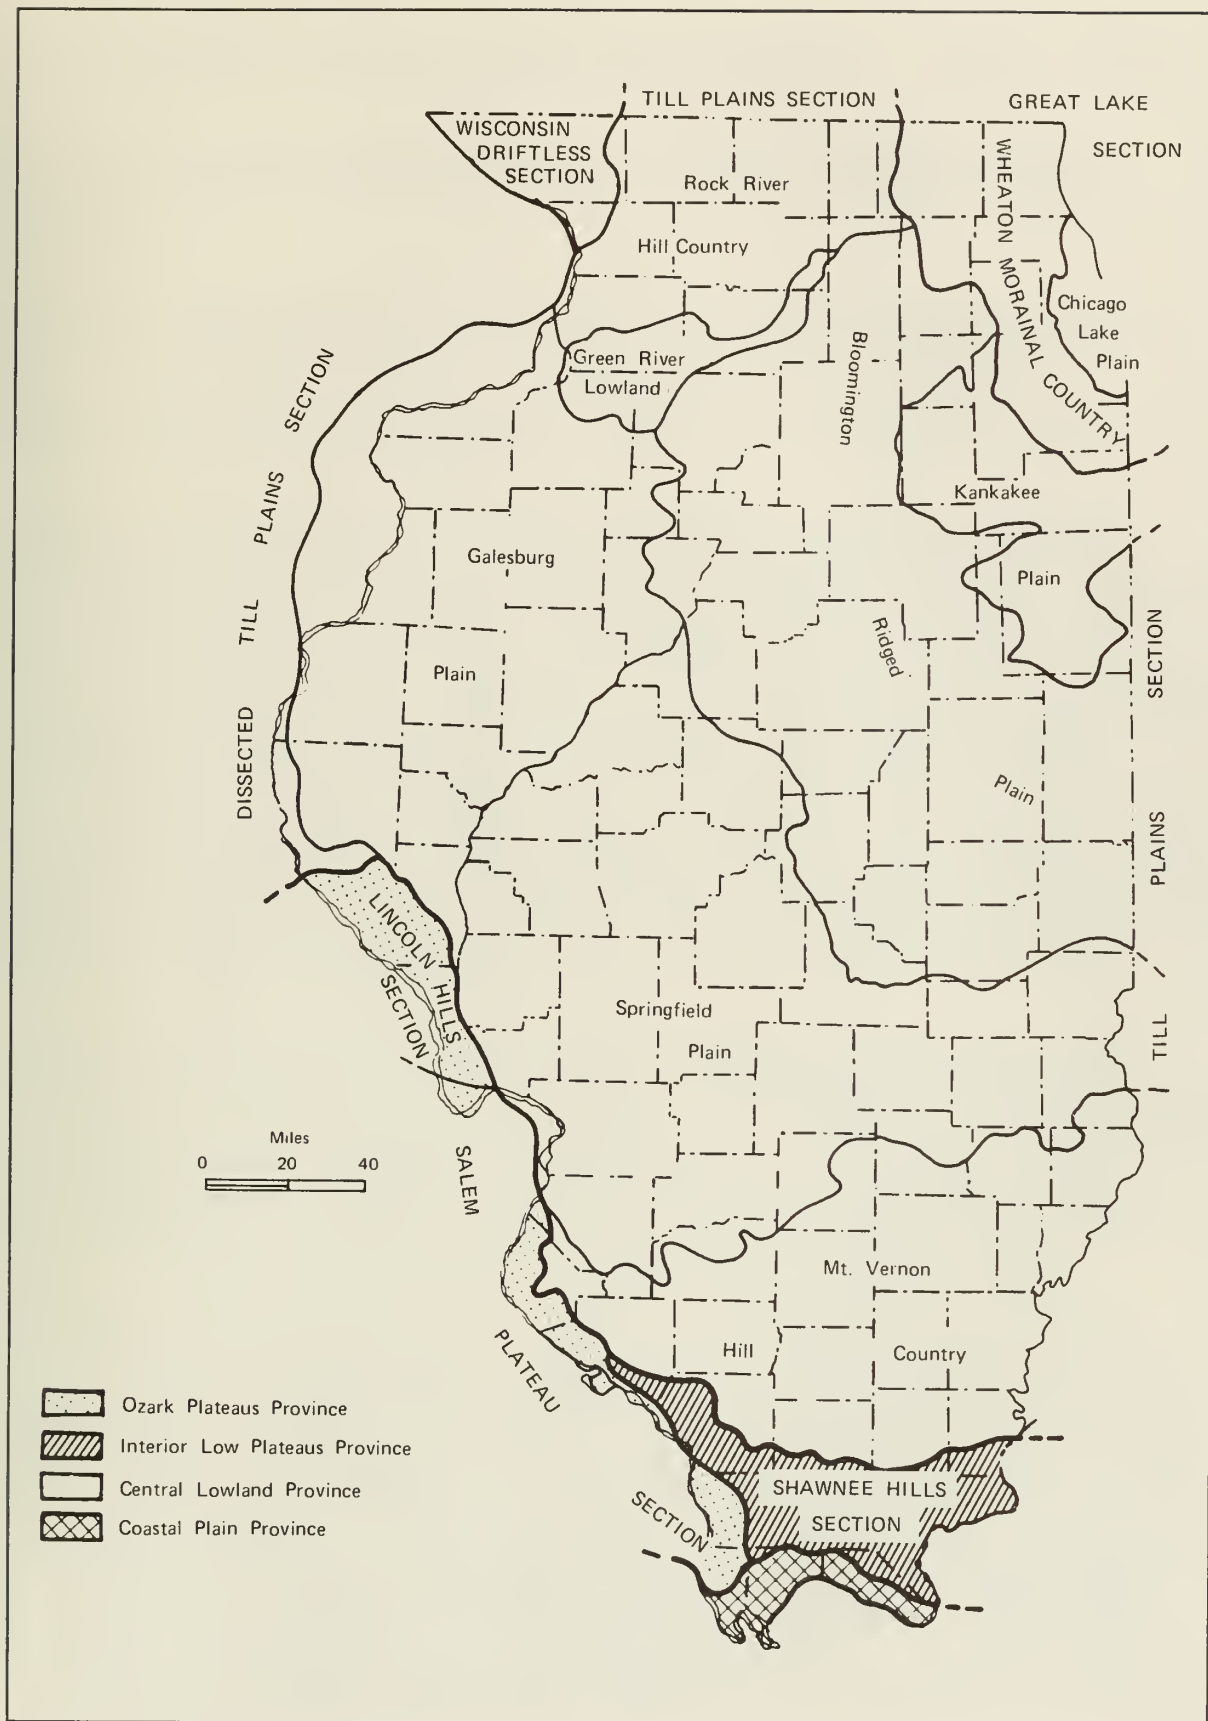 TILL PLAINS SECTION
GREAT LAKE
SECTION
WISCONSIN
DRIFTLESS
SECTION
Rock River
Hill Country
WHEATON MORAINAL COUNTRY
Chicago
Lake
Plain
Green River
Lowland
Bloomington
Ridged
Plain
Kankakee
Plain
Galesburg
Plain
DISSECTED TILL PLAINS SECTION
TILL PLAINS SECTION
LINCOLN HILLS
SECTION
Springfield
Plain
Miles
0 20 40
SALEM
PLATEAU
SECTION
Mt. Vernon
Hill Country
SHAWNEE HILLS
SECTION
Ozark Plateaus Province
Interior Low Plateaus Province
Central Lowland Province
Coastal Plain Province